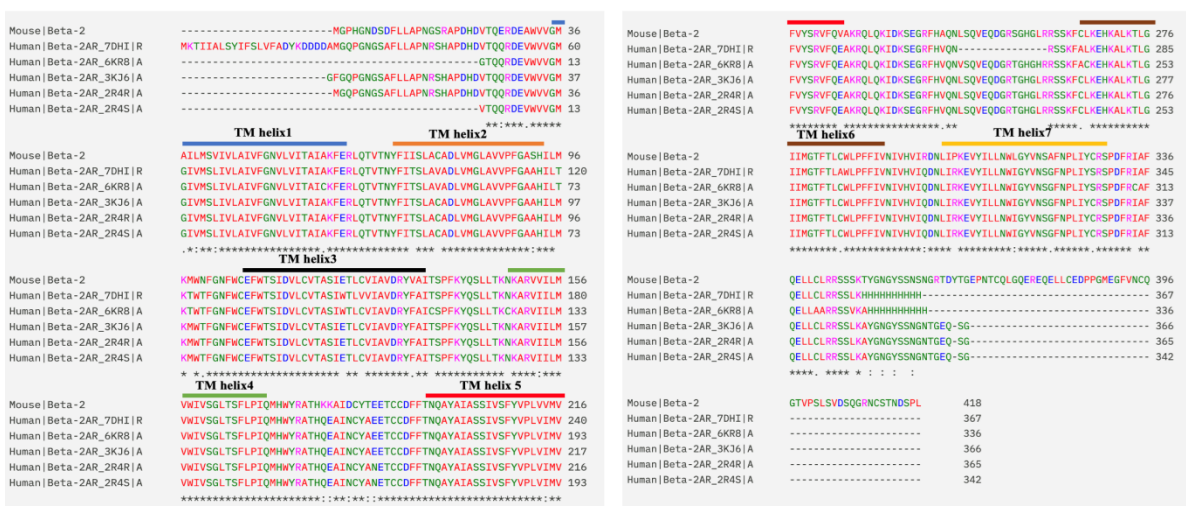 Mouse|Beta-2 ------------------------MGPHGNDSDFLLAPNGSRAPDHDVTQERDEAWVVGM 36
Human|Beta-2AR_7DHI|R MKTIIALSYIFSLVFADYKDDDDAMGQPGNGSAFLLAPNRSHAPDHDVTQQRDEVWVVGM 60
Human|Beta-2AR_6KR8|A -----------------------------------------------GTQQRDEVWVVGM 13
Human|Beta-2AR_3KJ6|A -----------------------GFGQPGNGSAFLLAPNRSHAPDHDVTQQRDEVWVVGM 37
Human|Beta-2AR_2R4R|A ------------------------MGQPGNGSAFLLAPNRSHAPDHDVTQQRDEVWVVGM 36
Human|Beta-2AR_2R4S|A -----------------------------------------------VTQQRDEVWVVGM 13
**:***.*****
TM helix1 TM helix2
Mouse|Beta-2 AILMSVIVLAIVFGNVLVITAIAKFERLQTVTNYFIISLACADLVMGLAVVPFGASHILM 96
Human|Beta-2AR_7DHI|R GIVMSLIVLAIVFGNVLVITAIAKFERLQTVTNYFITSLAVADLVMGLAVVPFGAAHILT 120
Human|Beta-2AR_6KR8|A GIVMSLIVLAIVFGNVLVITAICKFERLQTVTNYFITSLACADLVMGLAVVPFGAAHILT 73
Human|Beta-2AR_3KJ6|A GIVMSLIVLAIVFGNVLVITAIAKFERLQTVTNYFITSLACADLVMGLAVVPFGAAHILM 97
Human|Beta-2AR_2R4R|A GIVMSLIVLAIVFGNVLVITAIAKFERLQTVTNYFITSLACADLVMGLAVVPFGAAHILM 96
Human|Beta-2AR_2R4S|A GIVMSLIVLAIVFGNVLVITAIAKFERLQTVTNYFITSLACADLVMGLAVVPFGAAHILM 73
.*:**:****************.************* *** **************:***
TM helix3
Mouse|Beta-2 KMWNFGNFWCEFWTSIDVLCVTASIETLCVIAVDRYVAITSPFKYQSLLTKNKARVVILM 156
Human|Beta-2AR_7DHI|R KTWTFGNFWCEFWTSIDVLCVTASIWTLVVIAVDRYFAITSPFKYQSLLTKNKARVIILM 180
Human|Beta-2AR_6KR8|A KTWTFGNFWCEFWTSIDVLCVTASIWTLCVIAVDRYFAICSPFKYQSLLTKCKARVIILM 133
Human|Beta-2AR_3KJ6|A KMWTFGNFWCEFWTSIDVLCVTASIETLCVIAVDRYFAITSPFKYQSLLTKNKARVIILM 157
Human|Beta-2AR_2R4R|A KMWTFGNFWCEFWTSIDVLCVTASIETLCVIAVDRYFAITSPFKYQSLLTKNKARVIILM 156
Human|Beta-2AR_2R4S|A KMWTFGNFWCEFWTSIDVLCVTASIETLCVIAVDRYFAITSPFKYQSLLTKNKARVIILM 133
* *.********************* ** *******.** *********** ****:***
TM helix4 TM helix 5
Mouse|Beta-2 VWIVSGLTSFLPIQMHWYRATHKKAIDCYTEETCCDFFTNQAYAIASSIVSFYVPLVVMV 216
Human|Beta-2AR_7DHI|R VWIVSGLTSFLPIQMHWYRATHQEAINCYAEETCCDFFTNQAYAIASSIVSFYVPLVIMV 240
Human|Beta-2AR_6KR8|A VWIVSGLTSFLPIQMHWYRATHQEAINCYAEETCCDFFTNQAYAIASSIVSFYVPLVIMV 193
Human|Beta-2AR_3KJ6|A VWIVSGLTSFLPIQMHWYRATHQEAINCYAEETCCDFFTNQAYAIASSIVSFYVPLVIMV 217
Human|Beta-2AR_2R4R|A VWIVSGLTSFLPIQMHWYRATHQEAINCYANETCCDFFTNQAYAIASSIVSFYVPLVIMV 216
Human|Beta-2AR_2R4S|A VWIVSGLTSFLPIQMHWYRATHQEAINCYANETCCDFFTNQAYAIASSIVSFYVPLVIMV 193
**********************::**:**::**************************:**
Mouse|Beta-2 FVYSRVFQVAKRQLQKIDKSEGRFHAQNLSQVEQDGRSGHGLRRSSKFCLKEHKALKTLG 276
Human|Beta-2AR_7DHI|R FVYSRVFQEAKRQLQKIDKSEGRFHVQN---------------RSSKFCLKEHKALKTLG 285
Human|Beta-2AR_6KR8|A FVYSRVFQEAKRQLQKIDKSEGRFHVQNVSQVEQDGRTGHGHRRSSKFACKEHKALKTLG 253
Human|Beta-2AR_3KJ6|A FVYSRVFQEAKRQLQKIDKSEGRFHVQNLSQVEQDGRTGHGLRRSSKFCLKEHKALKTLG 277
Human|Beta-2AR_2R4R|A FVYSRVFQEAKRQLQKIDKSEGRFHVQNLSQVEQDGRTGHGLRRSSKFCLKEHKALKTLG 276
Human|Beta-2AR_2R4S|A FVYSRVFQEAKRQLQKIDKSEGRFHVQNLSQVEQDGRTGHGLRRSSKFCLKEHKALKTLG 253
******** ****************.** *****. **********
TM helix6 TM helix7
Mouse|Beta-2 IIMGTFTLCWLPFFIVNIVHVIRDNLIPKEVYILLNWLGYVNSAFNPLIYCRSPDFRIAF 336
Human|Beta-2AR_7DHI|R IIMGTFTLAWLPFFIVNIVHVIQDNLIRKEVYILLNWIGYVNSGFNPLIYSRSPDFRIAF 345
Human|Beta-2AR_6KR8|A IIMGTFTLCWLPFFIVNIVHVIQDNLIRKEVYILLNWIGYVNSGFNPLIYCRSPDFRCAF 313
Human|Beta-2AR_3KJ6|A IIMGTFTLCWLPFFIVNIVHVIQDNLIRKEVYILLNWIGYVNSGFNPLIYCRSPDFRIAF 337
Human|Beta-2AR_2R4R|A IIMGTFTLCWLPFFIVNIVHVIQDNLIRKEVYILLNWIGYVNSGFNPLIYCRSPDFRIAF 336
Human|Beta-2AR_2R4S|A IIMGTFTLCWLPFFIVNIVHVIQDNLIRKEVYILLNWIGYVNSGFNPLIYCRSPDFRIAF 313
********.*************:**** *********:*****.******.****** **
Mouse|Beta-2 QELLCLRRSSSKTYGNGYSSNSNGRTDYTGEPNTCQLGQEREQELLCEDPPGMEGFVNCQ 396
Human|Beta-2AR_7DHI|R QELLCLRRSSLKHHHHHHHHHH-------------------------------------- 367
Human|Beta-2AR_6KR8|A QELLAARRSSVKAHHHHHHHHHH------------------------------------- 336
Human|Beta-2AR_3KJ6|A QELLCLRRSSLKAYGNGYSSNGNTGEQ-SG------------------------------ 366
Human|Beta-2AR_2R4R|A QELLCLRRSSLKAYGNGYSSNGNTGEQ-SG------------------------------ 365
Human|Beta-2AR_2R4S|A QELLCLRRSSLKAYGNGYSSNGNTGEQ-SG------------------------------ 342
****. **** * : : : :
Mouse|Beta-2 GTVPSLSVDSQGRNCSTNDSPL 418
Human|Beta-2AR_7DHI|R ---------------------- 367
Human|Beta-2AR_6KR8|A ---------------------- 336
Human|Beta-2AR_3KJ6|A ---------------------- 366
Human|Beta-2AR_2R4R|A ---------------------- 365
Human|Beta-2AR_2R4S|A ---------------------- 342